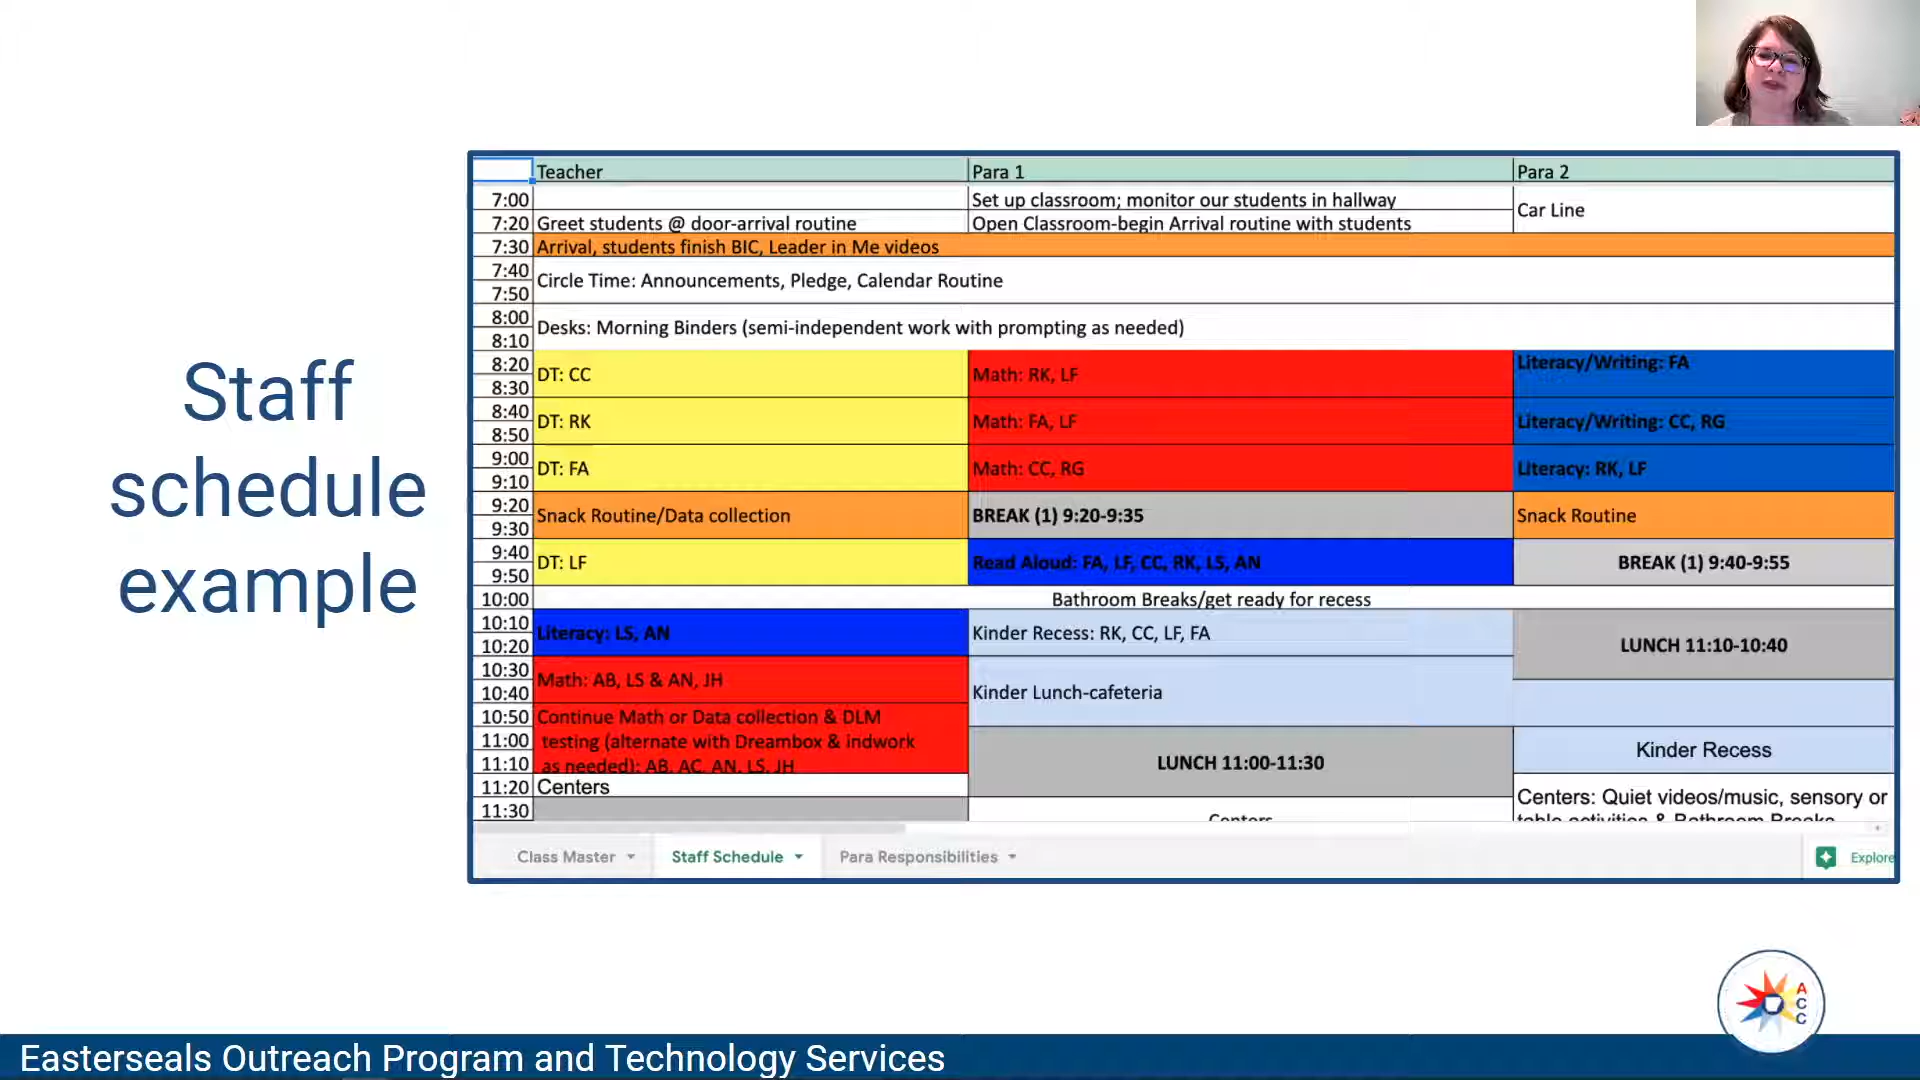 Staff
schedule
example
Teacher Para 1 Para 2
7:00 Set up classroom; monitor our students in hallway Car Line
7:20 Greet students @ door-arrival routine Open Classroom-begin Arrival routine with students
7:30 Arrival, students finish BIC, Leader in Me videos
7:40
Circle Time: Announcements, Pledge, Calendar Routine
7:50
8:00
Desks: Morning Binders (semi-independent work with prompting as needed)
8:10
8:20 Literacy/Writing: FA
DT: CC Math: RK, LF
8:30
8:40
DT: RK Math: FA, LF Literacy/Writing: CC, RG
8:50
9:00
DT: FA Math: CC, RG Literacy: RK, LF
9:10
9:20
Snack Routine/Data collection BREAK (1) 9:20-9:35 Snack Routine
9:30
9:40
DT: LF Read Aloud: FA, LF, CC, RK, LS, AN BREAK (1) 9:40-9:55
9:50
10:00 Bathroom Breaks/get ready for recess
10:10
Literacy: LS, AN Kinder Recess: RK, CC, LF, FA
10:20 LUNCH 11:10-10:40
10:30
Math: AB, LS & AN, JH
10:40 Kinder Lunch-cafeteria
10:50 Continue Math or Data collection & DLM
11:00 testing (alternate with Dreambox & indwork Kinder Recess
11:10 as needed): AB, AC, AN, LS, JH LUNCH 11:00-11:30
11:20 Centers Centers: Quiet videos/music, sensory or
11:30 Centers table activities & Bathroom Breaks
Class Master Staff Schedule Para Responsibilities Explore
A
C
C
Easterseals Outreach Program and Technology Services